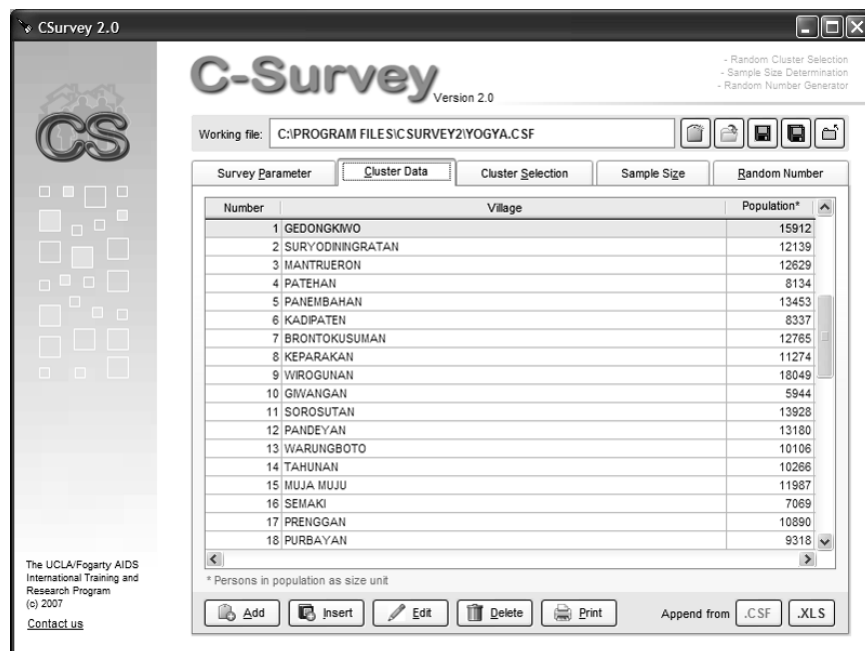 CSurvey 2.0
C-Survey
Version 2.0
- Random Cluster Selection
- Sample Size Determination
- Random Number Generator
CS
Working file: C:\PROGRAM FILES\CSURVEY2\YOGYA.CSF
Survey Parameter Cluster Data Cluster Selection Sample Size Random Number
Number Village Population*
1 GEDONGKIWO 15912
2 SURYODININGRATAN 12139
3 MANTRIJERON 12629
4 PATEHAN 8134
5 PANEMBAHAN 13453
6 KADIPATEN 8337
7 BRONTOKUSUMAN 12765
8 KEPARAKAN 11274
9 WIROGUNAN 18049
10 GIWANGAN 5944
11 SOROSUTAN 13928
12 PANDEYAN 13180
13 WARUNGBOTO 10106
14 TAHUNAN 10266
15 MUJA MUJU 11987
16 SEMAKI 7069
17 PRENGGAN 10890
18 PURBAYAN 9318
* Persons in population as size unit
Add Insert Edit Delete Print Append from .CSF .XLS
The UCLA/Fogarty AIDS
International Training and
Research Program
(c) 2007
Contact us